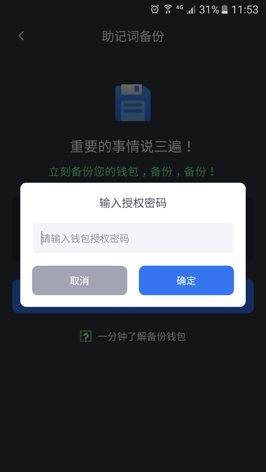 4G 31% 11:53
助记词备份
重要的事情说三遍！
立刻备份您的钱包，备份，备份！
输入授权密码
请输入钱包授权密码
取消 确定
? 一分钟了解备份钱包